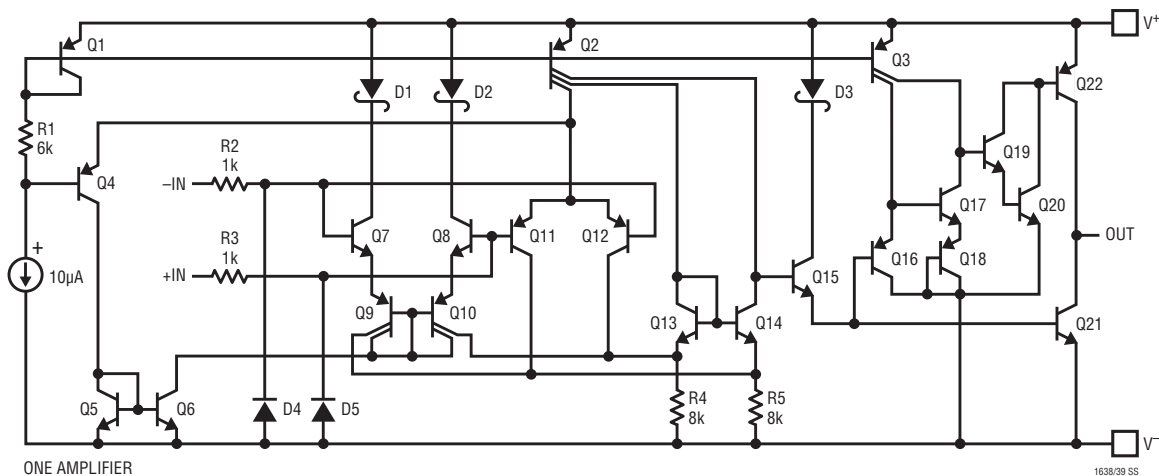 V+
Q1
Q2
Q3
Q22
D1
D2
D3
R1
6k
R2
1k
Q19
Q4
–IN
Q17
Q20
Q7
Q8
Q11
Q12
R3
1k
OUT
+
10µA
+IN
Q15
Q16
Q18
Q9
Q10
Q13
Q14
Q21
Q5
Q6
D4
D5
R4
8k
R5
8k
V–
ONE AMPLIFIER
1638/39 SS